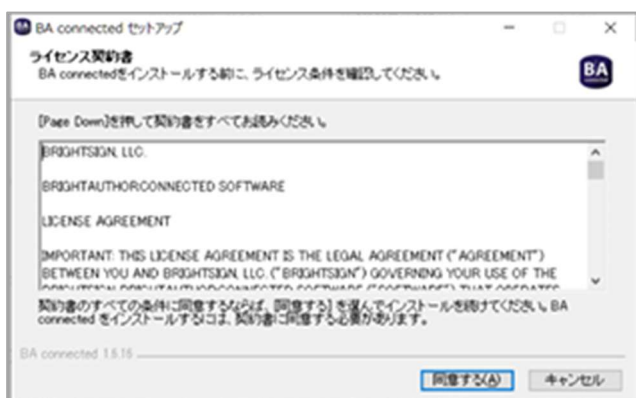 BA connected セットアップ
ライセンス契約書
BA connectedをインストールする前に、ライセンス条件を確認してください。
BA
[Page Down]を押して契約書をすべてお読みください。
BRIGHTSIGN, LLC.
BRIGHTAUTHORCONNECTED SOFTWARE
LICENSE AGREEMENT
IMPORTANT: THIS LICENSE AGREEMENT IS THE LEGAL AGREEMENT ("AGREEMENT")
BETWEEN YOU AND BRIGHTSIGN, LLC. ("BRIGHTSIGN") GOVERNING YOUR USE OF THE
契約書のすべての条件に同意するならば、[同意する] を選んでインストールを続けてください。BA
connected をインストールするには、契約書に同意する必要があります。
BA connected 1.6.16
同意する(A)
キャンセル